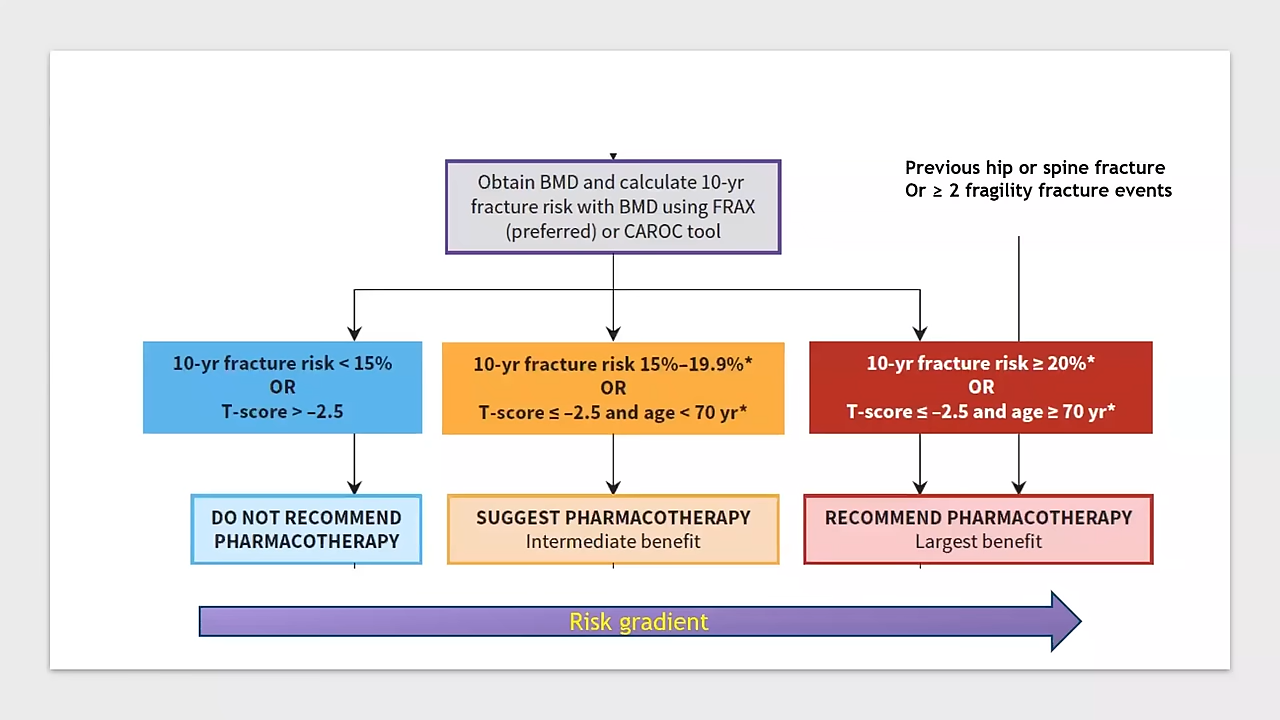 Previous hip or spine fracture
Or ≥ 2 fragility fracture events
Obtain BMD and calculate 10-yr
fracture risk with BMD using FRAX
(preferred) or CAROC tool
10-yr fracture risk < 15%
OR
T-score > –2.5
10-yr fracture risk 15%–19.9%*
OR
T-score ≤ –2.5 and age < 70 yr*
10-yr fracture risk ≥ 20%*
OR
T-score ≤ –2.5 and age ≥ 70 yr*
DO NOT RECOMMEND
PHARMACOTHERAPY
SUGGEST PHARMACOTHERAPY
Intermediate benefit
RECOMMEND PHARMACOTHERAPY
Largest benefit
Risk gradient